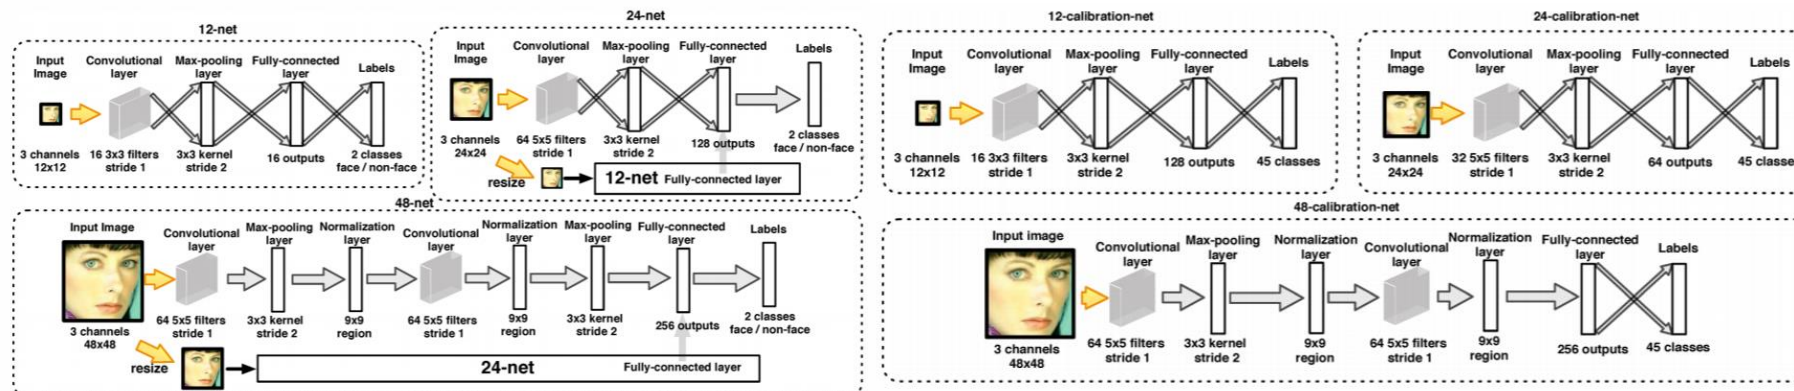 12-net
Input Image
Convolutional layer
Max-pooling layer
Fully-connected layer
Labels
3 channels 12x12
16 3x3 filters stride 1
3x3 kernel stride 2
16 outputs
2 classes face / non-face
24-net
Input Image
Convolutional layer
Max-pooling layer
Fully-connected layer
Labels
3 channels 24x24
64 5x5 filters stride 1
3x3 kernel stride 2
128 outputs
2 classes face / non-face
resize
12-net Fully-connected layer
48-net
Input Image
Convolutional layer
Max-pooling layer
Normalization layer
Convolutional layer
Normalization layer
Max-pooling layer
Fully-connected layer
Labels
3 channels 48x48
64 5x5 filters stride 1
3x3 kernel stride 2
9x9 region
64 5x5 filters stride 1
9x9 region
3x3 kernel stride 2
256 outputs
2 classes face / non-face
resize
24-net Fully-connected layer
12-calibration-net
Input Image
Convolutional layer
Max-pooling layer
Fully-connected layer
Labels
3 channels 12x12
16 3x3 filters stride 1
3x3 kernel stride 2
128 outputs
45 classes
24-calibration-net
Input Image
Convolutional layer
Max-pooling layer
Fully-connected layer
Labels
3 channels 24x24
32 5x5 filters stride 1
3x3 kernel stride 2
64 outputs
45 classe
48-calibration-net
Input image
Convolutional layer
Max-pooling layer
Normalization layer
Convolutional layer
Normalization layer
Fully-connected layer
Labels
3 channels 48x48
64 5x5 filters stride 1
3x3 kernel stride 2
9x9 region
64 5x5 filters stride 1
9x9 region
256 outputs
45 classes